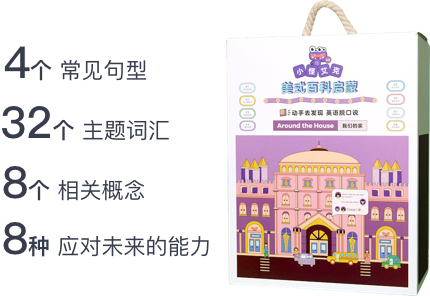 4个 常见句型
32个 主题词汇
8个 相关概念
8种 应对未来的能力
小怪艾克
美式百科启蒙
动手去发现 英语脱口说
Around the House 我们的家